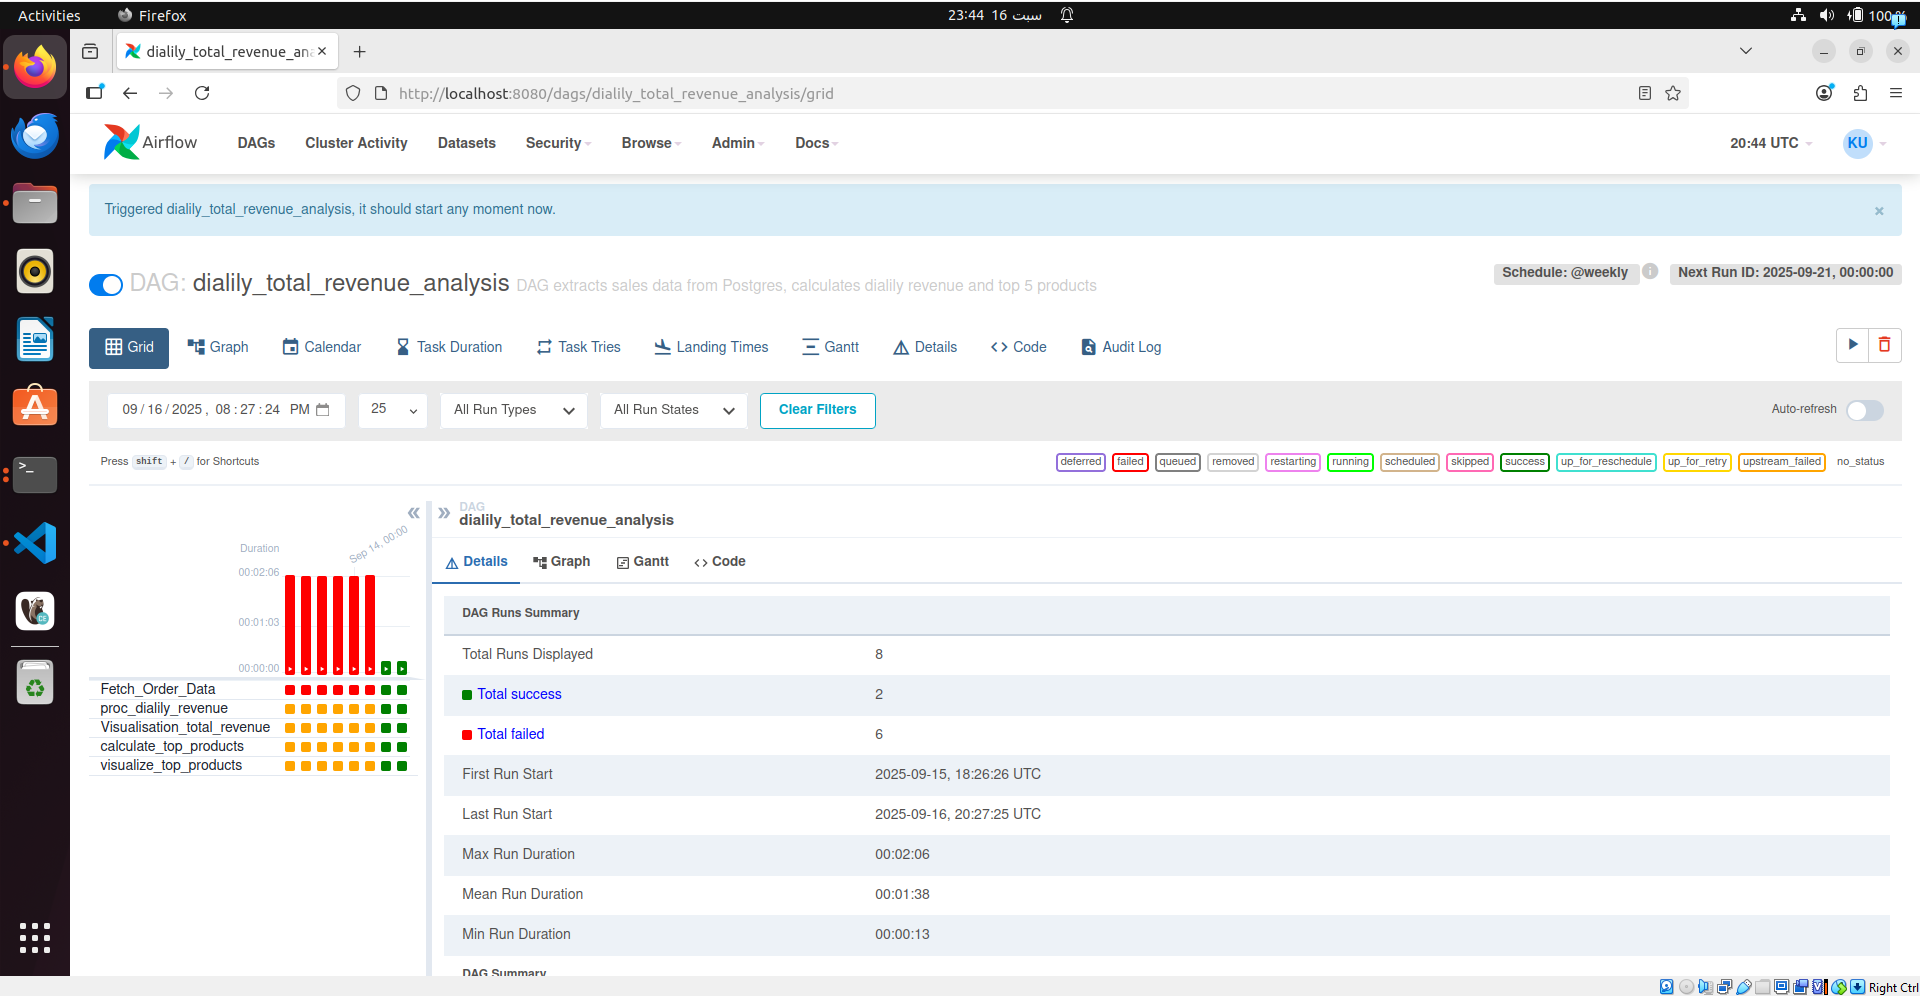 Activities
Firefox
23:44 16 سبت
100 %
dialily_total_revenue_an
http://localhost:8080/dags/dialily_total_revenue_analysis/grid
Airflow
DAGs
Cluster Activity
Datasets
Security
Browse
Admin
Docs
20:44 UTC
KU
Triggered dialily_total_revenue_analysis, it should start any moment now.
×
DAG: dialily_total_revenue_analysis DAG extracts sales data from Postgres, calculates dialily revenue and top 5 products
Schedule: @weekly
Next Run ID: 2025-09-21, 00:00:00
Grid
Graph
Calendar
Task Duration
Task Tries
Landing Times
Gantt
Details
Code
Audit Log
09/16/2025, 08:27:24 PM
25
All Run Types
All Run States
Clear Filters
Auto-refresh
Press shift + / for Shortcuts
deferred
failed
queued
removed
restarting
running
scheduled
skipped
success
up_for_reschedule
up_for_retry
upstream_failed
no_status
Sep 14, 00:00
Duration
00:02:06
00:01:03
00:00:00
Fetch_Order_Data
proc_dialily_revenue
Visualisation_total_revenue
calculate_top_products
visualize_top_products
DAG
dialily_total_revenue_analysis
Details
Graph
Gantt
Code
DAG Runs Summary
Total Runs Displayed 8
Total success 2
Total failed 6
First Run Start 2025-09-15, 18:26:26 UTC
Last Run Start 2025-09-16, 20:27:25 UTC
Max Run Duration 00:02:06
Mean Run Duration 00:01:38
Min Run Duration 00:00:13
DAG Summary
Right Ctrl